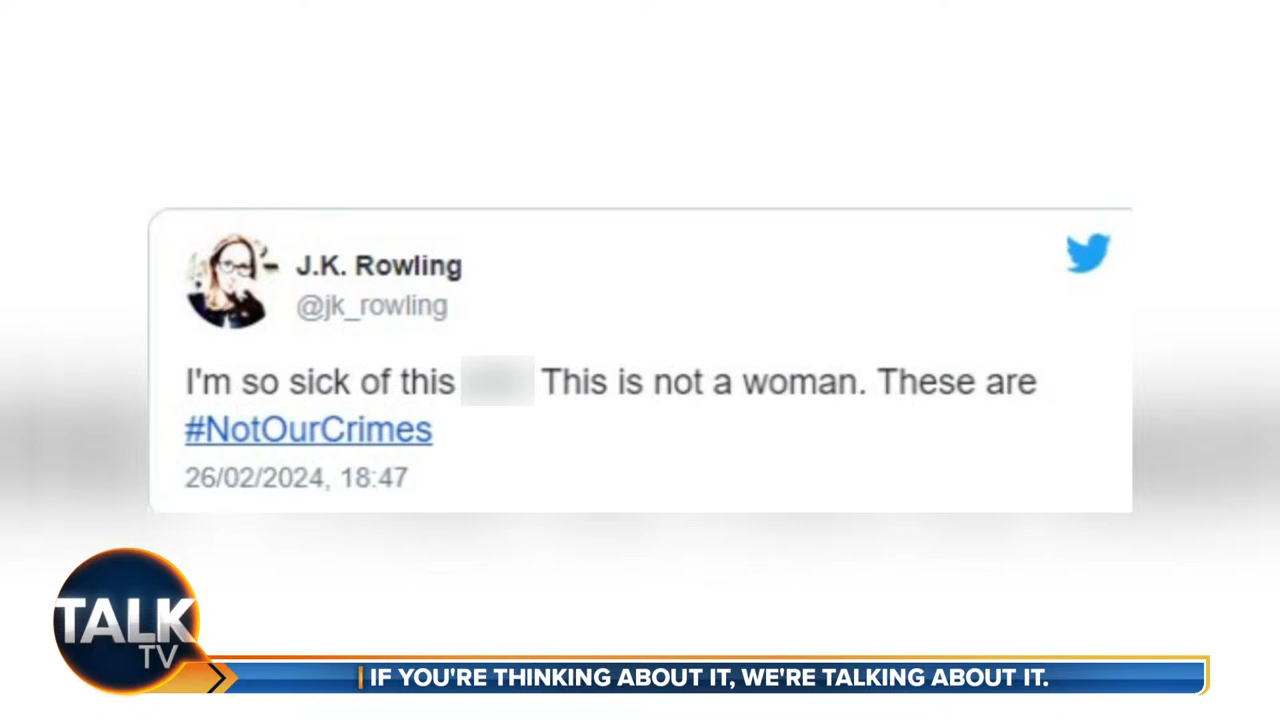 J.K. Rowling
@jk_rowling
I'm so sick of this This is not a woman. These are
#NotOurCrimes
26/02/2024, 18:47
TALK
TV
IF YOU'RE THINKING ABOUT IT, WE'RE TALKING ABOUT IT.